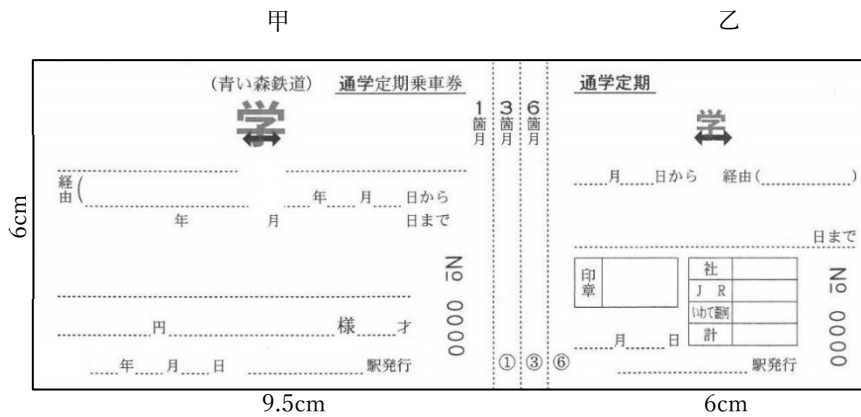 甲
乙
(青い森鉄道) 通学定期乗車券
学
1箇月
3箇月
6箇月
通学定期
学
経由(
年 月 日から
年 月 日まで
月 日から 経由( )
日まで
№ 0000
円 様 才
年 月 日 駅発行
① ③ ⑥
印章
社
J R
いわて銀河
計
月 日
駅発行
№ 0000
6cm
9.5cm
6cm